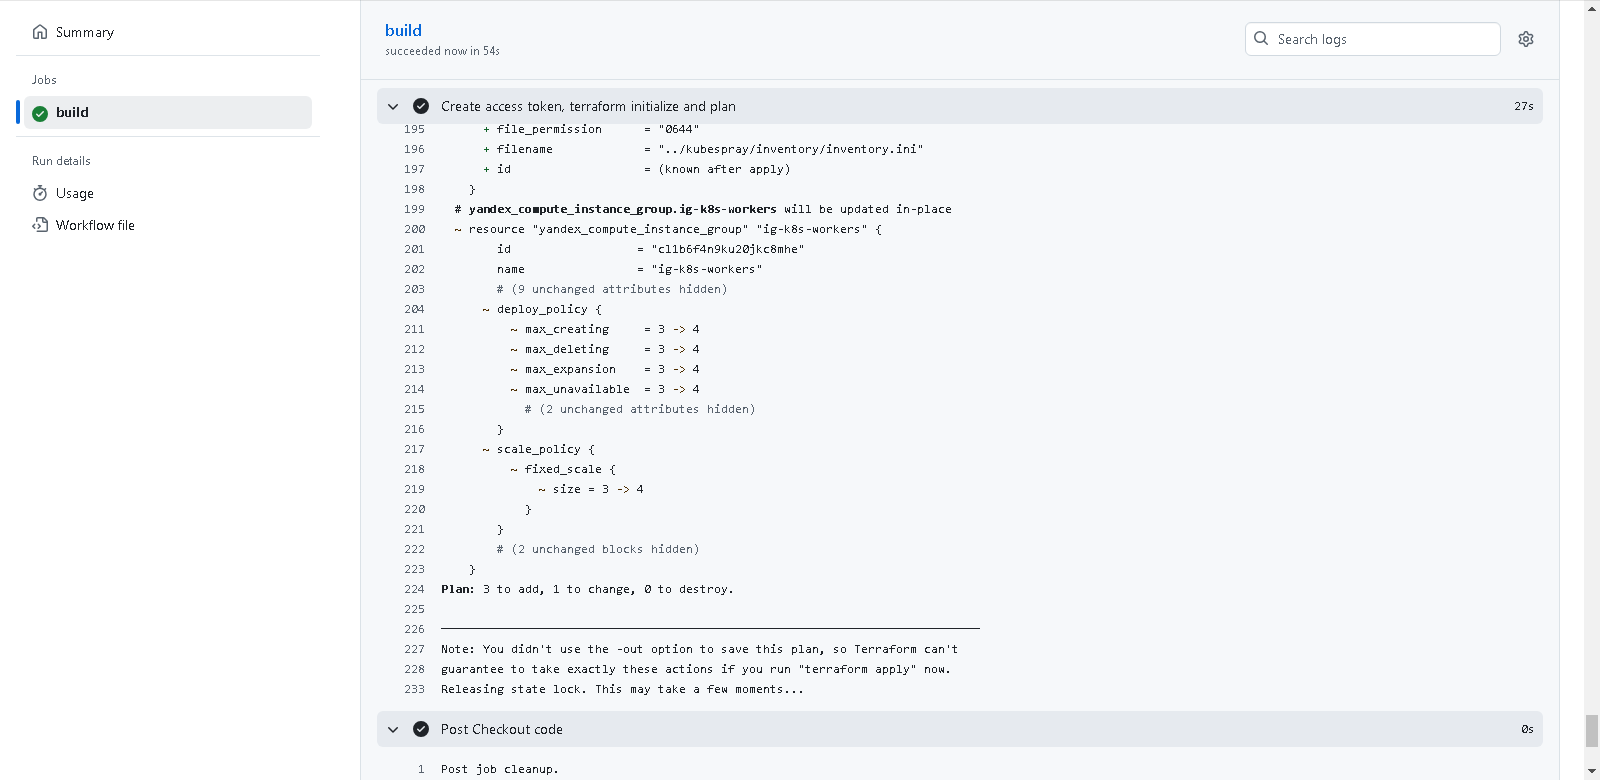 Summary
Jobs
build
Run details
Usage
Workflow file
build
succeeded now in 54s
Search logs
Create access token, terraform initialize and plan 27s
195 + file_permission = "0644"
196 + filename = "../kubespray/inventory/inventory.ini"
197 + id = (known after apply)
198 }
199 # yandex_compute_instance_group.ig-k8s-workers will be updated in-place
200 ~ resource "yandex_compute_instance_group" "ig-k8s-workers" {
201 id = "cl1b6f4n9ku20jkc8mhe"
202 name = "ig-k8s-workers"
203 # (9 unchanged attributes hidden)
204 ~ deploy_policy {
211 ~ max_creating = 3 -> 4
212 ~ max_deleting = 3 -> 4
213 ~ max_expansion = 3 -> 4
214 ~ max_unavailable = 3 -> 4
215 # (2 unchanged attributes hidden)
216 }
217 ~ scale_policy {
218 ~ fixed_scale {
219 ~ size = 3 -> 4
220 }
221 }
222 # (2 unchanged blocks hidden)
223 }
224 Plan: 3 to add, 1 to change, 0 to destroy.
225
226
227 Note: You didn't use the -out option to save this plan, so Terraform can't
228 guarantee to take exactly these actions if you run "terraform apply" now.
233 Releasing state lock. This may take a few moments...
Post Checkout code 0s
1 Post job cleanup.